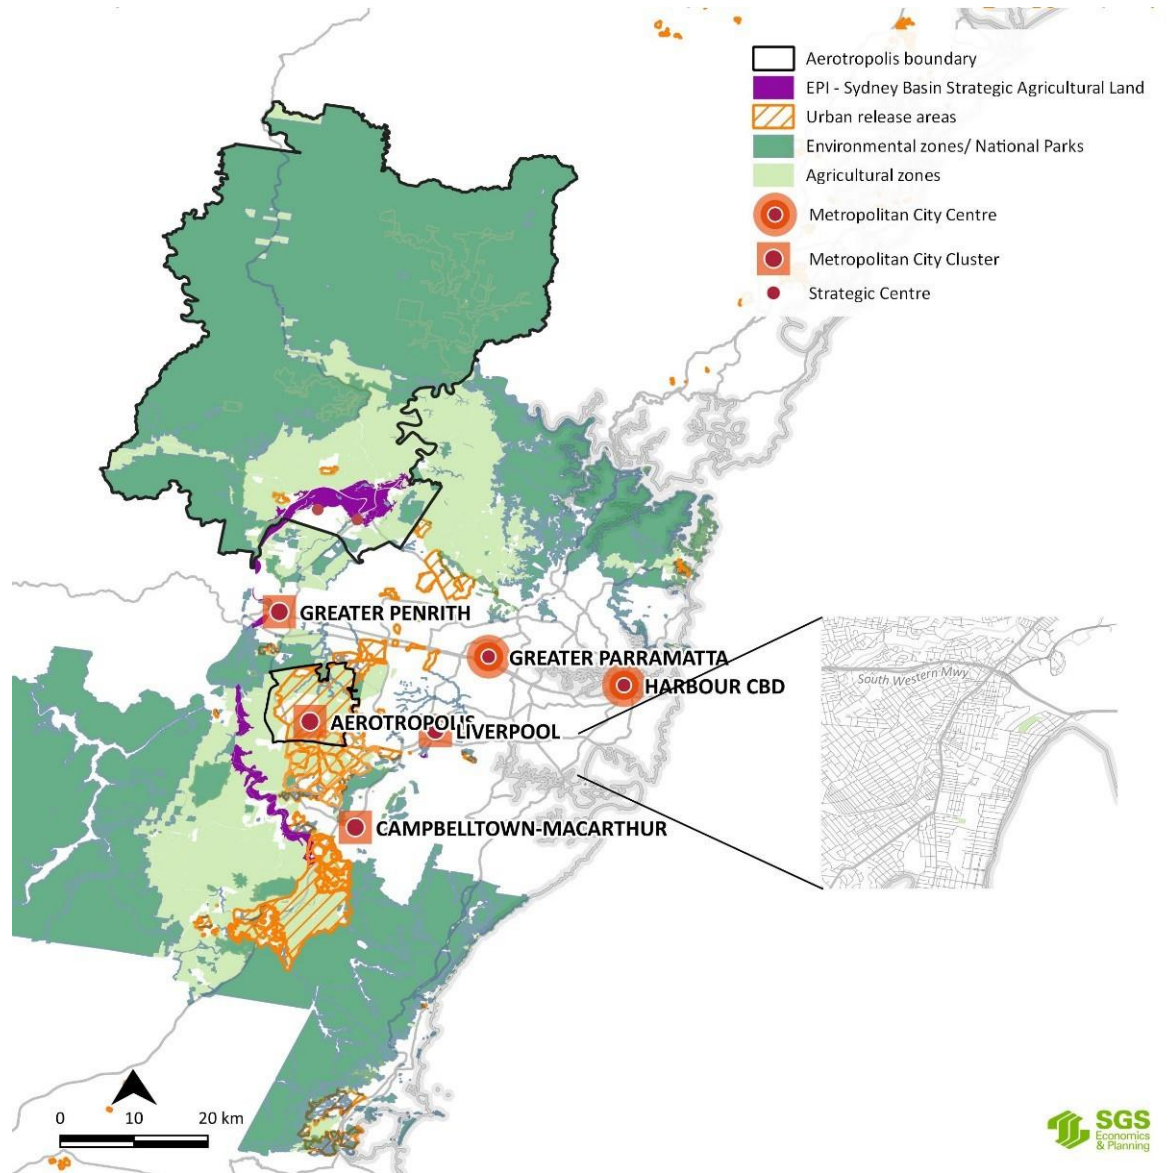 Aerotropolis boundary
EPI - Sydney Basin Strategic Agricultural Land
Urban release areas
Environmental zones/ National Parks
Agricultural zones
Metropolitan City Centre
Metropolitan City Cluster
Strategic Centre
GREATER PENRITH
GREATER PARRAMATTA
HARBOUR CBD
AEROTROPOLIS
LIVERPOOL
South Western Mwy
CAMPBELLTOWN-MACARTHUR
0 10 20 km
SGS
Economics
& Planning